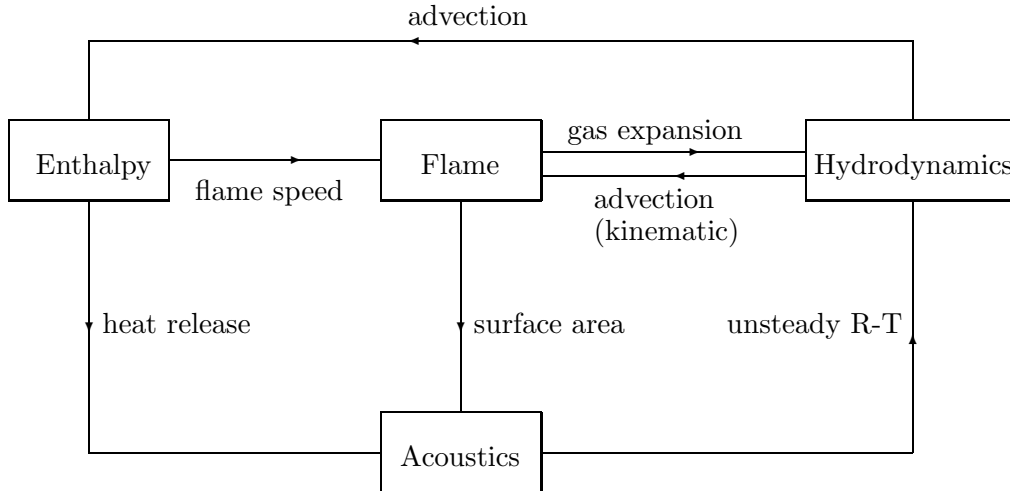 advection
gas expansion
Enthalpy
Flame
Hydrodynamics
flame speed
advection
(kinematic)
heat release
surface area
unsteady R-T
Acoustics